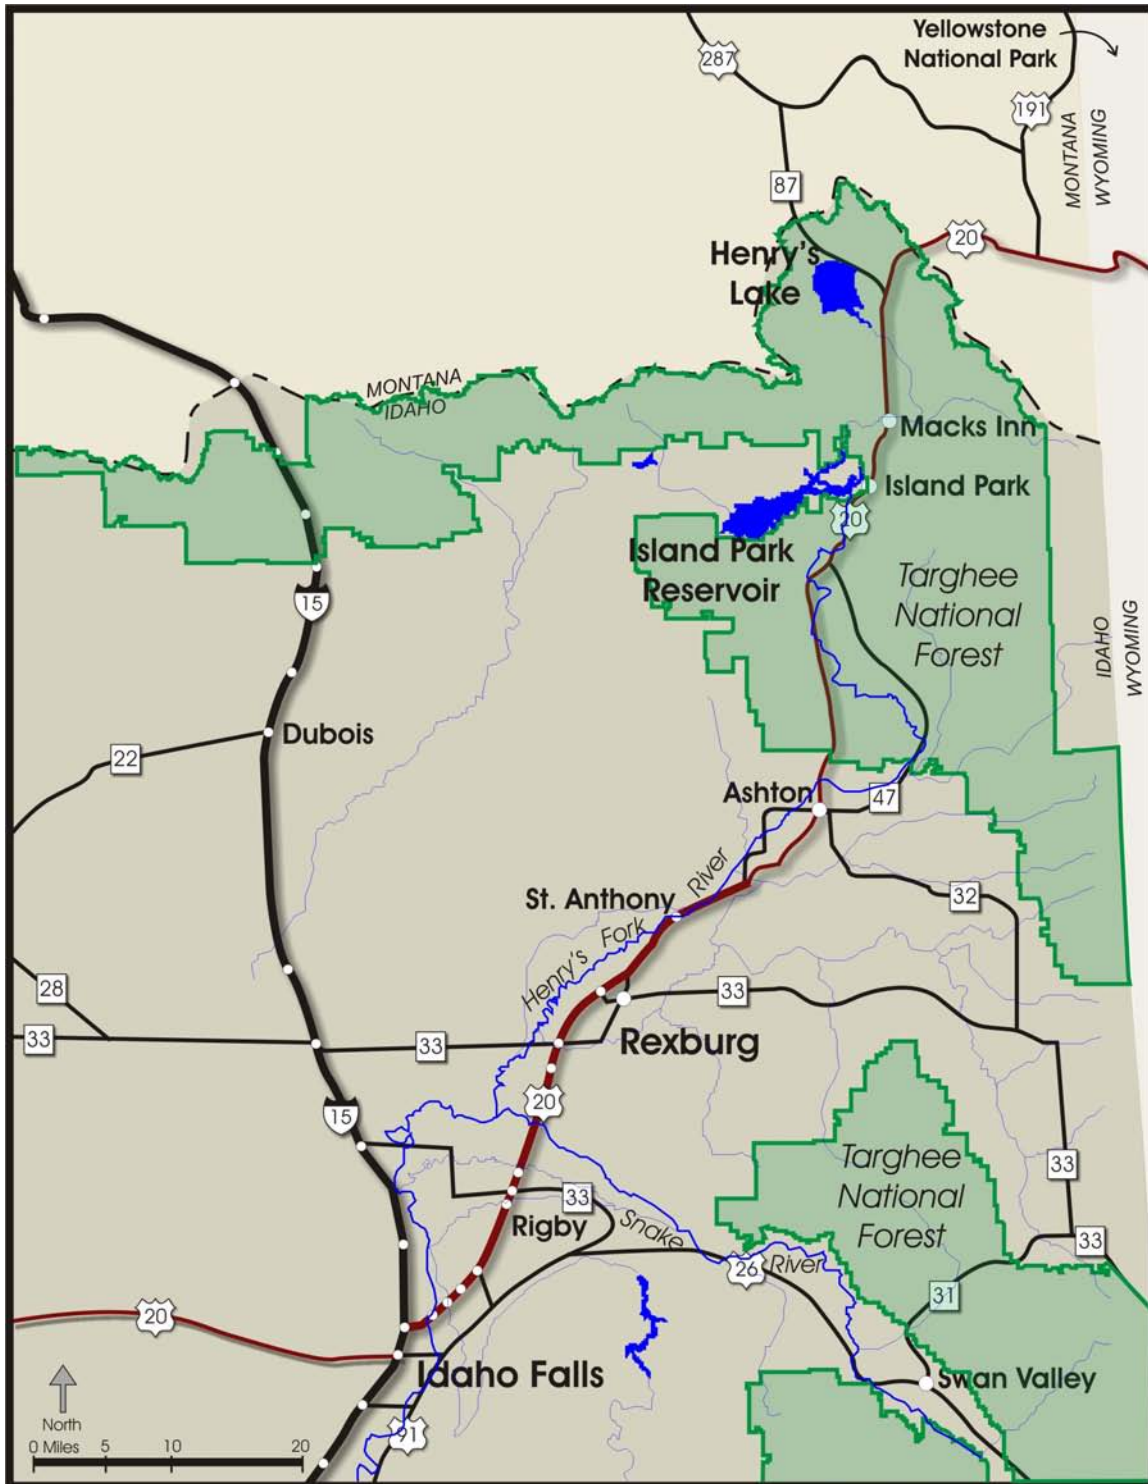 Yellowstone
National Park
287
191
MONTANA
WYOMING
87
20
Henry's
Lake
MONTANA
IDAHO
Macks Inn
Island Park
20
Island Park
Reservoir
Targhee
National
Forest
15
IDAHO
WYOMING
Dubois
22
Ashton
47
St. Anthony
Henry's Fork River
32
28
33
33
33
Rexburg
15
20
Targhee
National
Forest
33
33
Rigby
Snake River
26
33
31
20
Idaho Falls
Swan Valley
91
North
0 Miles 5 10 20